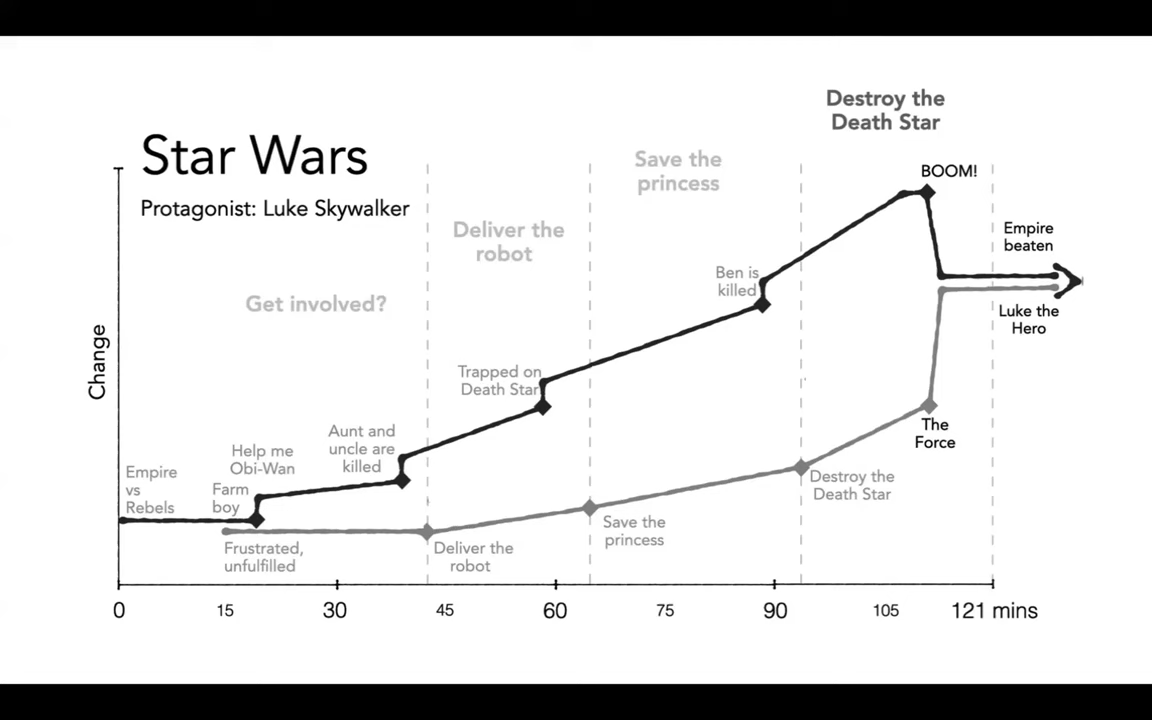 Destroy the
Death Star
Star Wars
Save the
princess
BOOM!
Protagonist: Luke Skywalker
Deliver the
robot
Empire
beaten
Ben is
killed
Get involved?
Luke the
Hero
Change
Trapped on
Death Star
Aunt and
uncle are
killed
The
Force
Help me
Obi-Wan
Empire
vs
Rebels
Farm
boy
Destroy the
Death Star
Save the
princess
Frustrated,
unfulfilled
Deliver the
robot
0 15 30 45 60 75 90 105 121 mins